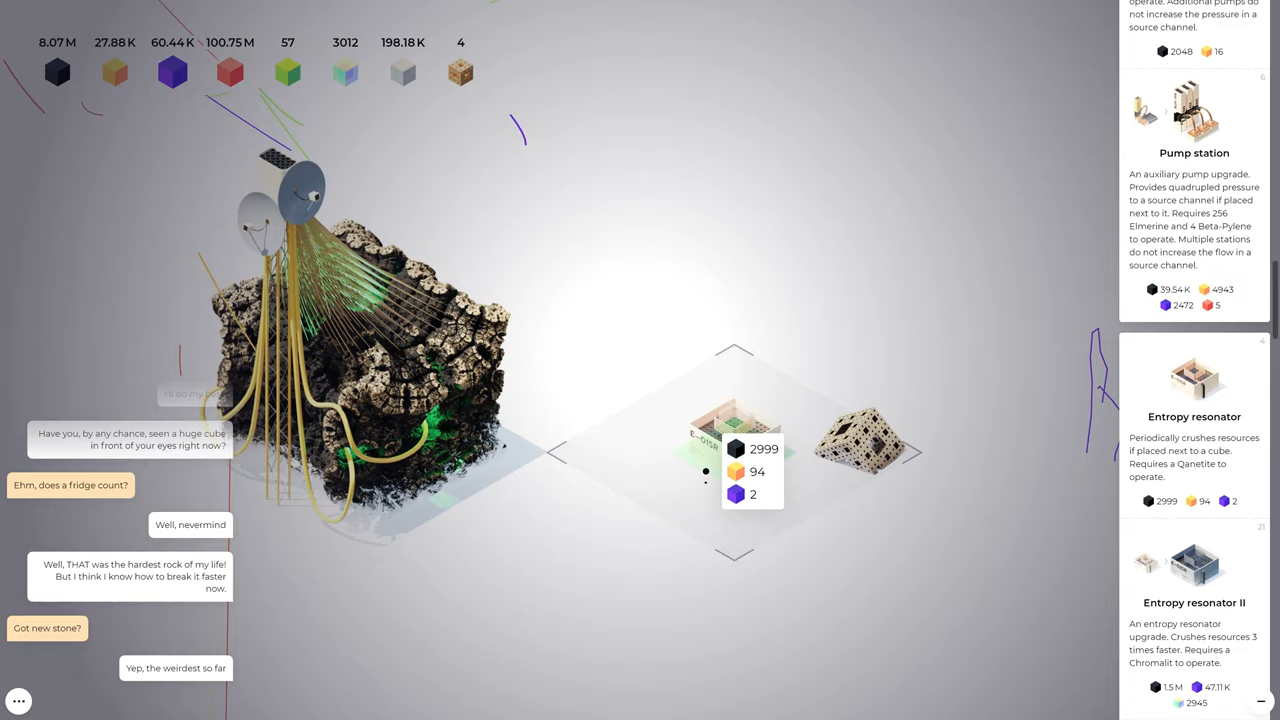 8.07 M 27.88 K 60.44 K 100.75 M 57 3012 198.18 K 4
I'll do my best
Have you, by any chance, seen a huge cube
in front of your eyes right now?
Ehm, does a fridge count?
Well, nevermind
Well, THAT was the hardest rock of my life!
But I think I know how to break it faster
now.
Got new stone?
Yep, the weirdest so far
E—01SR
2999
94
2
operate. Additional pumps do
not increase the pressure in a
source channel.
2048 16
6
Pump station
An auxiliary pump upgrade.
Provides quadrupled pressure
to a source channel if placed
next to it. Requires 256
Elmerine and 4 Beta-Pylene
to operate. Multiple stations
do not increase the flow in a
source channel.
39.54 K 4943
2472 5
4
Entropy resonator
Periodically crushes resources
if placed next to a cube.
Requires a Qanetite to
operate.
2999 94 2
21
Entropy resonator II
An entropy resonator
upgrade. Crushes resources 3
times faster. Requires a
Chromalit to operate.
1.5 M 47.11 K
2945